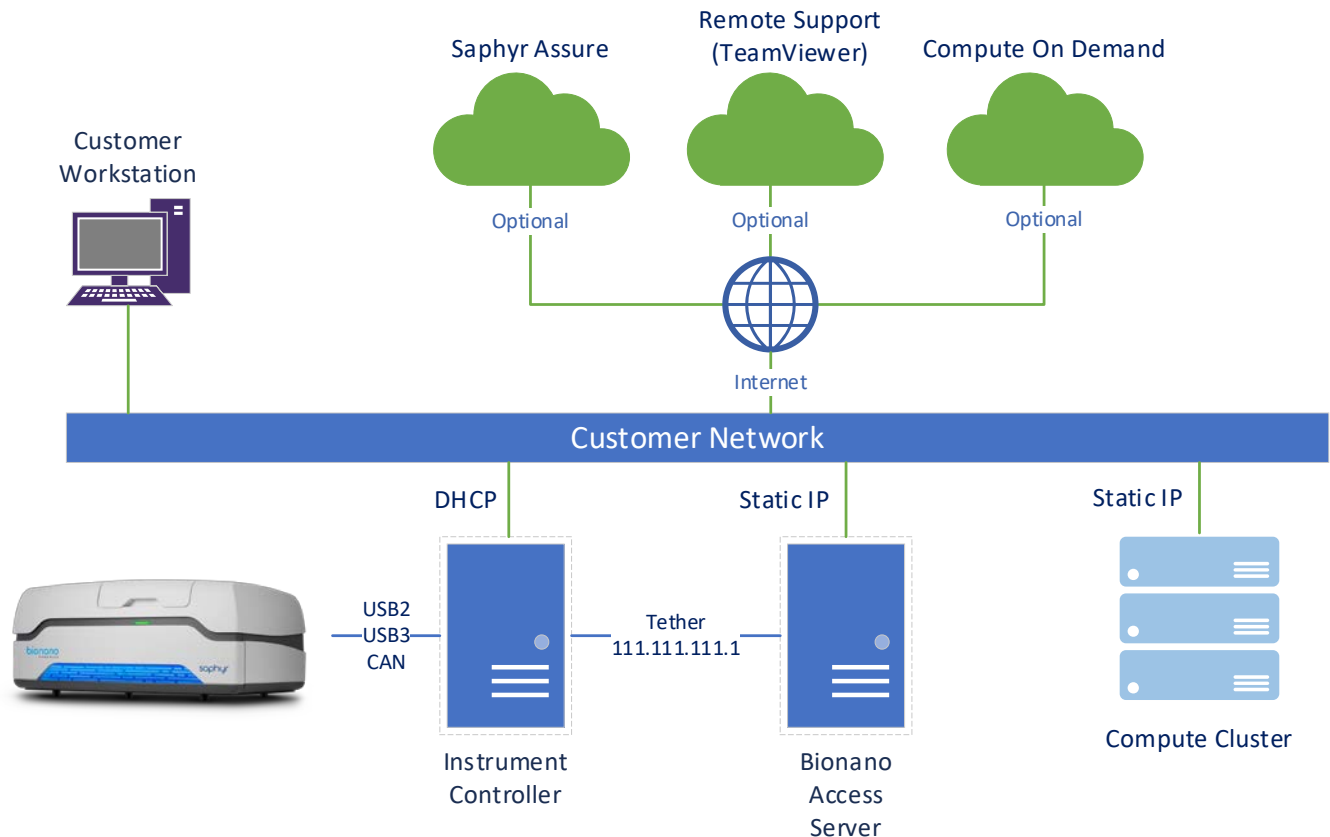 Saphyr Assure
Remote Support
(TeamViewer)
Compute On Demand
Customer
Workstation
Optional
Optional
Optional
Internet
Customer Network
DHCP
Static IP
Static IP
bionano
saphyr
USB2
USB3
CAN
Tether
111.111.111.1
Instrument
Controller
Bionano
Access
Server
Compute Cluster